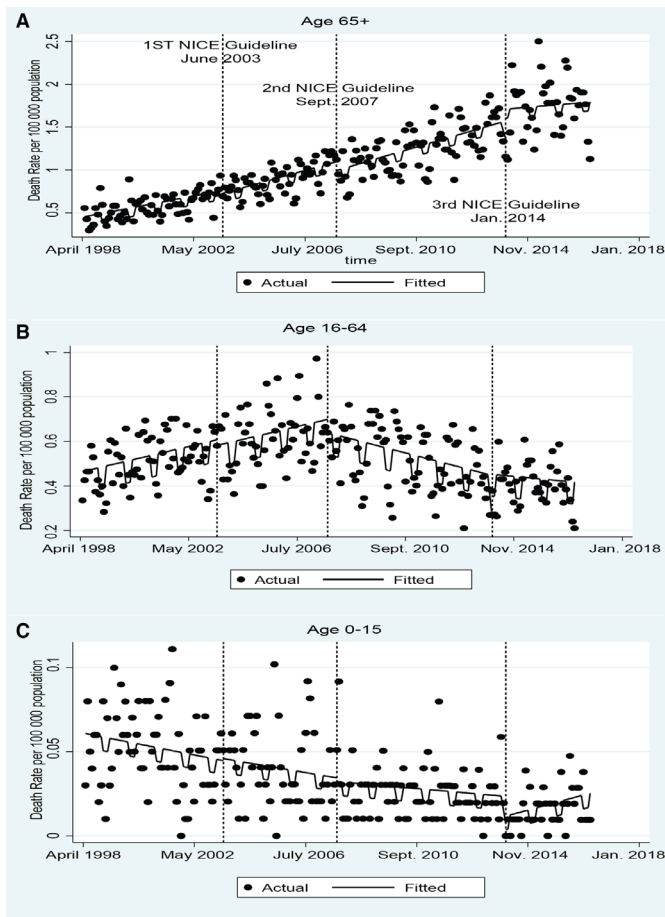 A
Age 65+
1ST NICE Guideline
June 2003
2nd NICE Guideline
Sept. 2007
3rd NICE Guideline
Jan. 2014
Death Rate per 100 000 population
2.5
2
1.5
1
0.5
April 1998 May 2002 July 2006 Sept. 2010 Nov. 2014 Jan. 2018
time
Actual Fitted
B
Age 16-64
Death Rate per 100 000 population
1
0.8
0.6
0.4
0.2
April 1998 May 2002 July 2006 Sept. 2010 Nov. 2014 Jan. 2018
Actual Fitted
C
Age 0-15
Death Rate per 100 000 population
0.1
0.05
0
April 1998 May 2002 July 2006 Sept. 2010 Nov. 2014 Jan. 2018
Actual Fitted